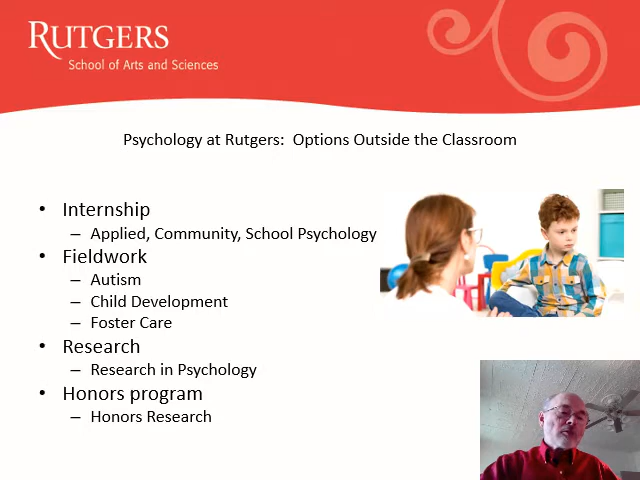 RUTGERS
School of Arts and Sciences
Psychology at Rutgers: Options Outside the Classroom
• Internship
– Applied, Community, School Psychology
• Fieldwork
– Autism
– Child Development
– Foster Care
• Research
– Research in Psychology
• Honors program
– Honors Research